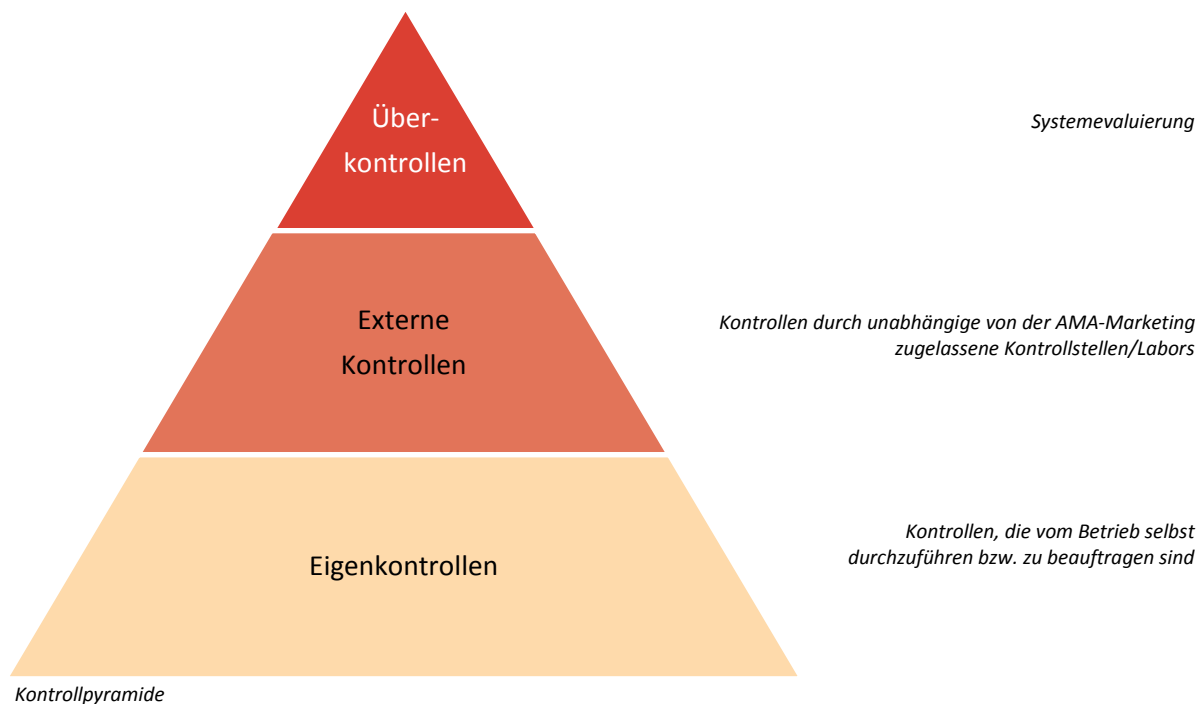 Über-
kontrollen
Systemevaluierung
Externe
Kontrollen
Kontrollen durch unabhängige von der AMA-Marketing
zugelassene Kontrollstellen/Labors
Eigenkontrollen
Kontrollen, die vom Betrieb selbst
durchzuführen bzw. zu beauftragen sind
Kontrollpyramide